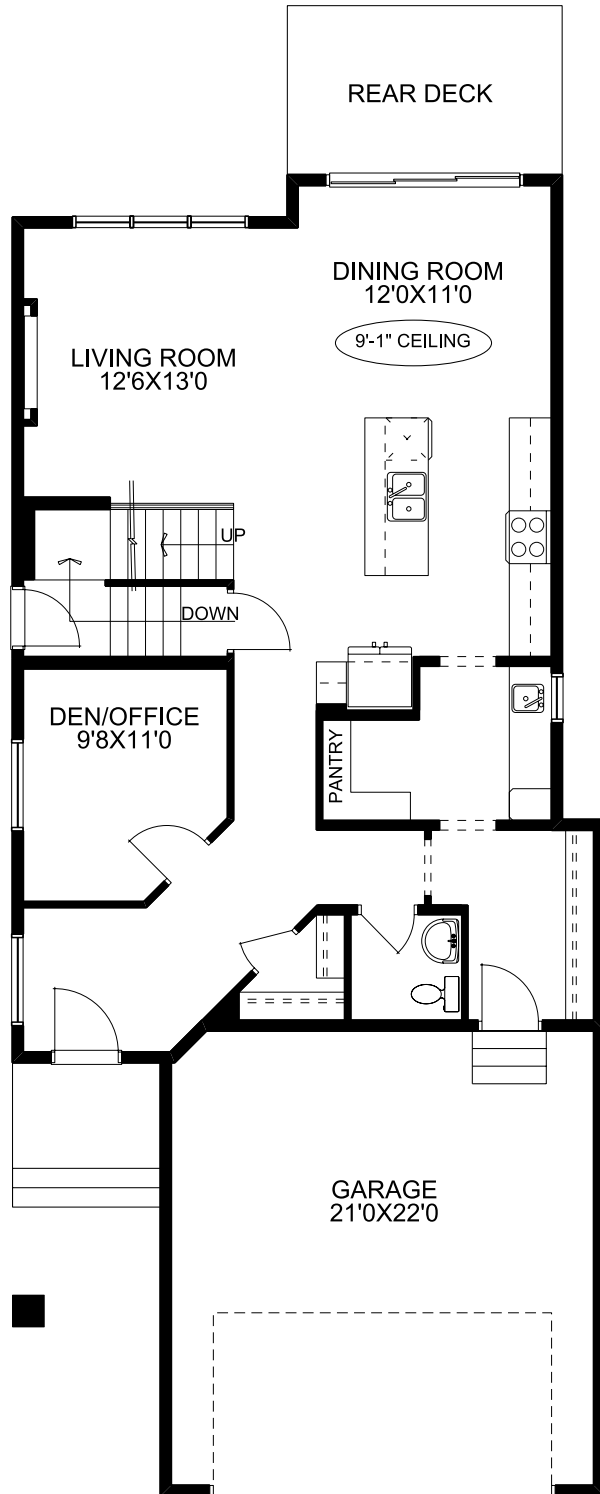 REAR DECK
DINING ROOM
12'0X11'0
9'-1" CEILING
LIVING ROOM
12'6X13'0
UP
DOWN
DEN/OFFICE
9'8X11'0
PANTRY
GARAGE
21'0X22'0